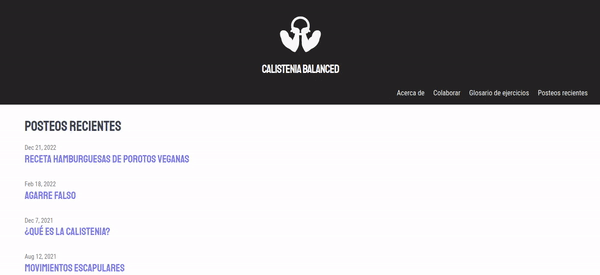 CALISTENIA BALANCED
Acerca de Colaborar Glosario de ejercicios Posteos recientes
POSTEOS RECIENTES
Dec 21, 2022
RECETA HAMBURGUESAS DE POROTOS VEGANAS
Feb 18, 2022
AGARRE FALSO
Dec 7, 2021
¿QUÉ ES LA CALISTENIA?
Aug 12, 2021
MOVIMIENTOS ESCAPULARES